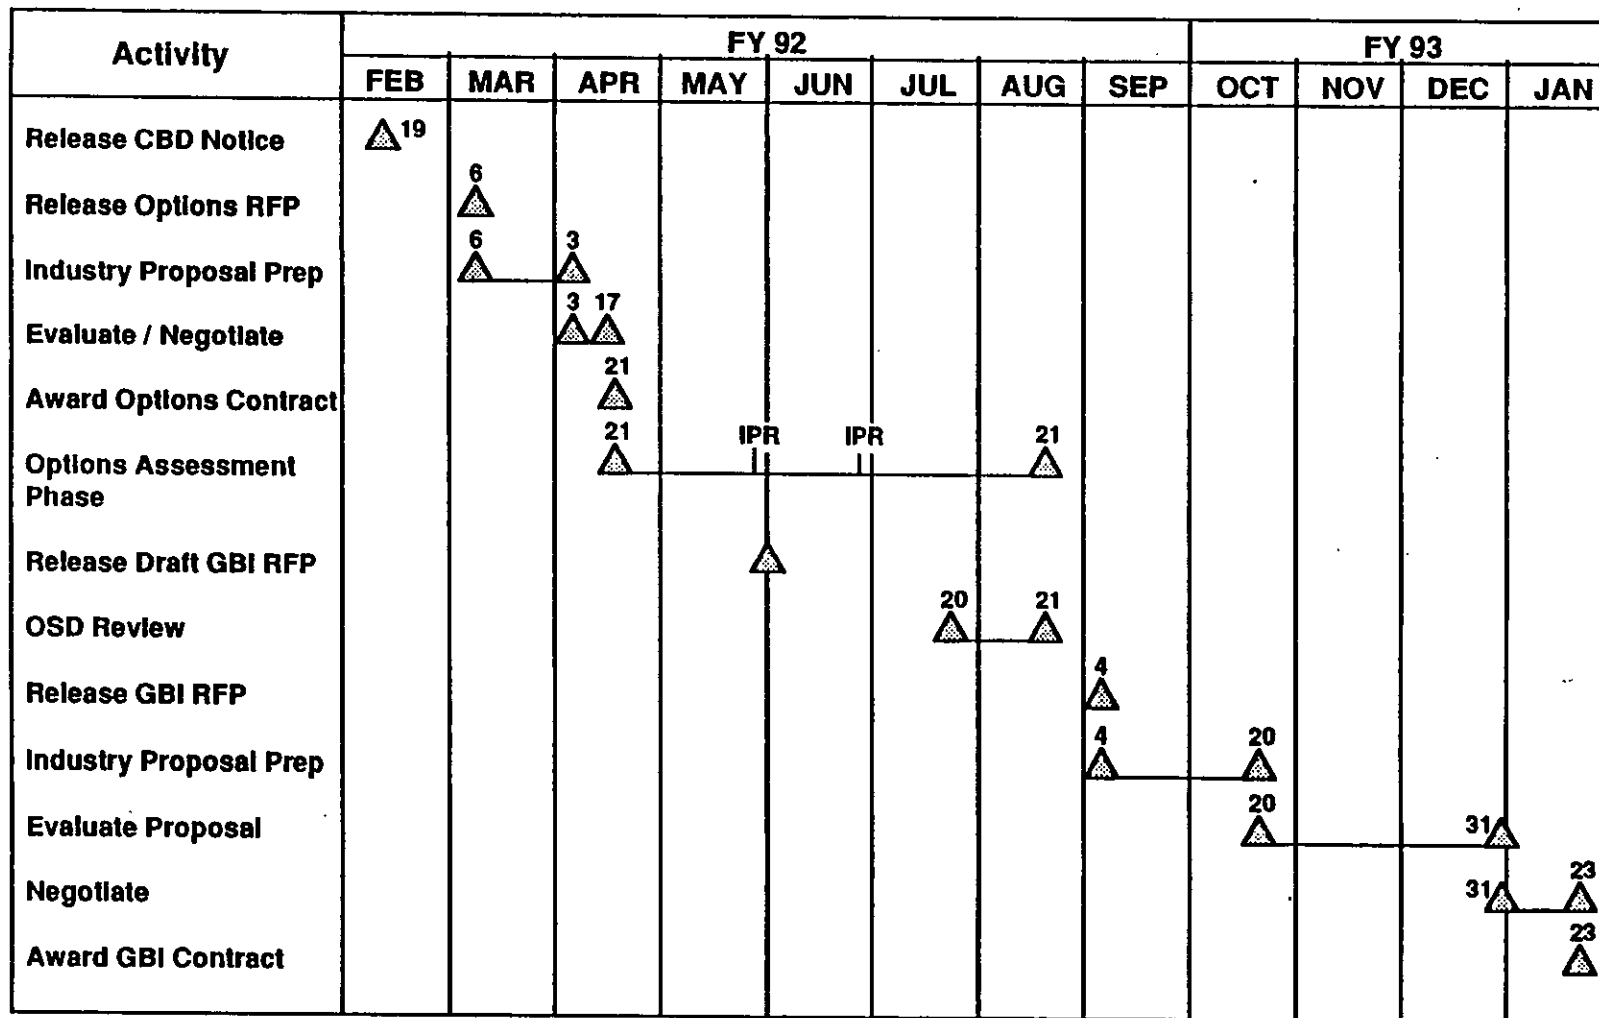 Activity
FY 92
FY 93
FEB MAR APR MAY JUN JUL AUG SEP OCT NOV DEC JAN
Release CBD Notice 19
6
Release Options RFP
6 3
Industry Proposal Prep
3 17
Evaluate / Negotiate
21
Award Options Contract
21 IPR IPR 21
Options Assessment
Phase
Release Draft GBI RFP
20 21
OSD Review
4
Release GBI RFP
4 20
Industry Proposal Prep
20
Evaluate Proposal 31
23
Negotiate 31
23
Award GBI Contract